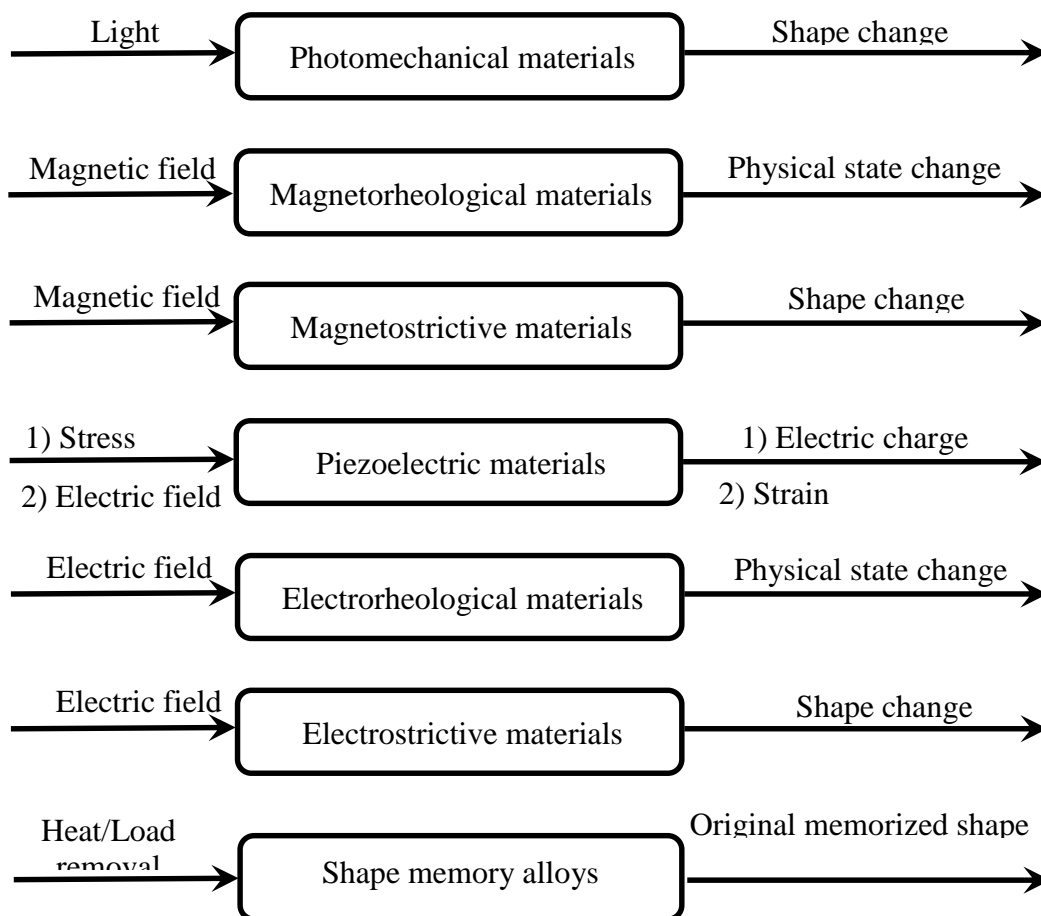 Light
Photomechanical materials
Shape change
Magnetic field
Magnetorheological materials
Physical state change
Magnetic field
Magnetostrictive materials
Shape change
1) Stress
2) Electric field
Piezoelectric materials
1) Electric charge
2) Strain
Electric field
Electrorheological materials
Physical state change
Electric field
Electrostrictive materials
Shape change
Heat/Load
removal
Shape memory alloys
Original memorized shape